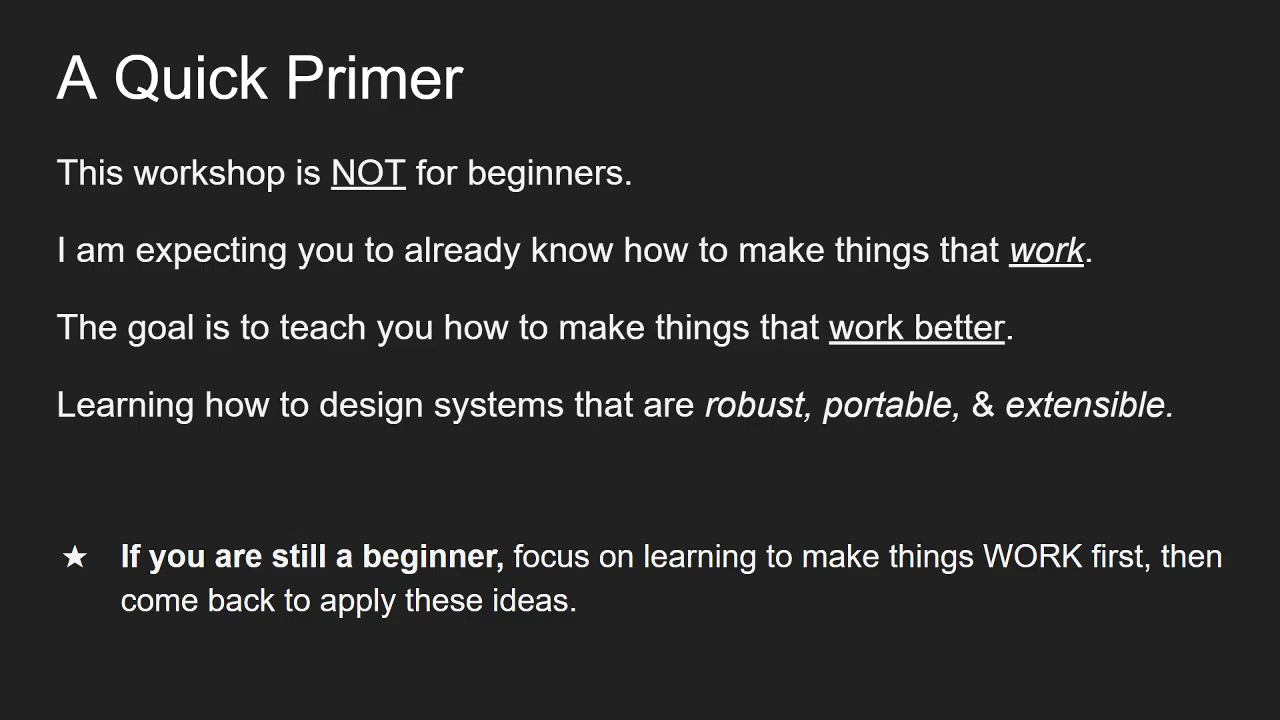 A Quick Primer
This workshop is NOT for beginners.
I am expecting you to already know how to make things that work.
The goal is to teach you how to make things that work better.
Learning how to design systems that are robust, portable, & extensible.
★ If you are still a beginner, focus on learning to make things WORK first, then
come back to apply these ideas.